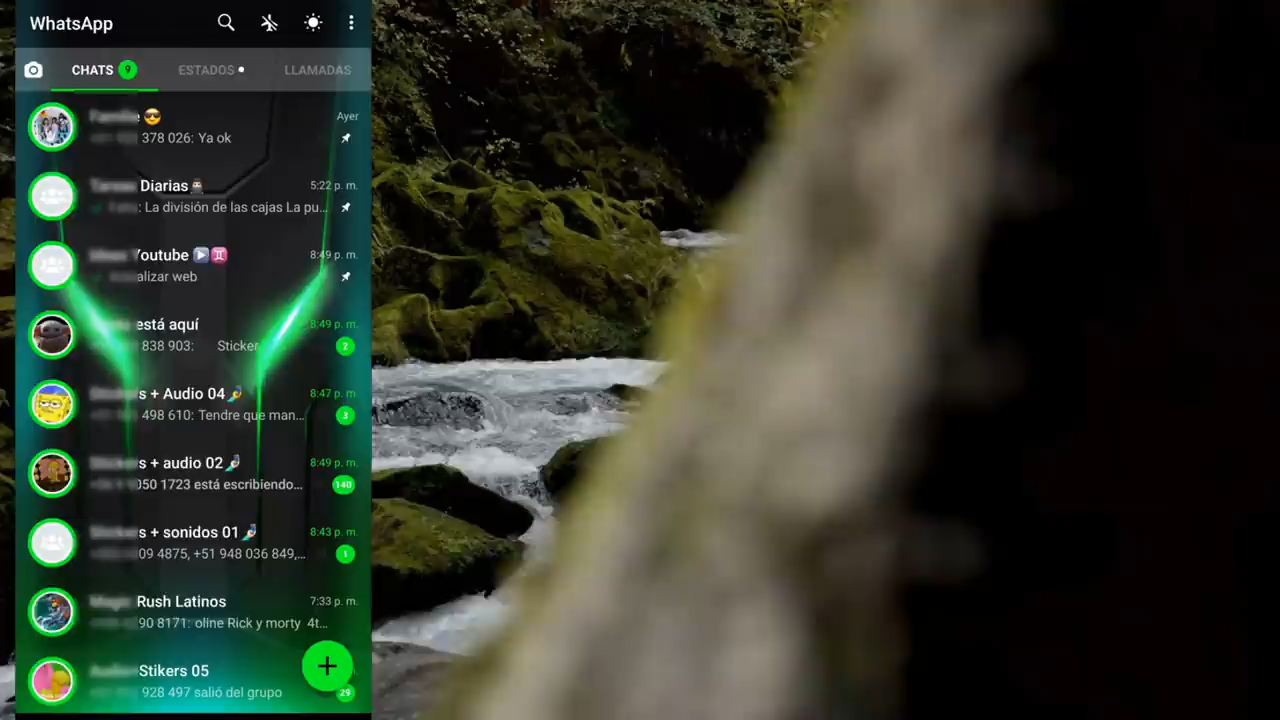 WhatsApp
CHATS 9 ESTADOS LLAMADAS
Ayer
378 026: Ya ok
Diarias 5:22 p. m.
: La división de las cajas La pu...
Youtube 8:49 p. m.
alizar web
está aquí 8:49 p. m.
838 903: Sticker 2
s + Audio 04 8:47 p. m.
498 610: Tendre que man... 3
s + audio 02 8:49 p. m.
050 1723 está escribiendo... 140
s + sonidos 01 8:43 p. m.
09 4875, +51 948 036 849,... 1
Rush Latinos 7:33 p. m.
90 8171: oline Rick y morty 4t...
Stikers 05
928 497 salió del grupo 29